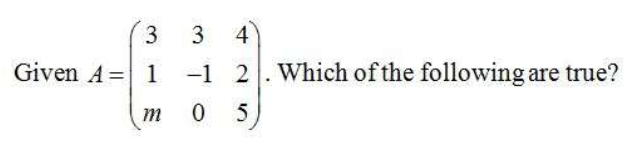 Given A = ( 3 3 4
1 -1 2
m 0 5 ). Which of the following are true?